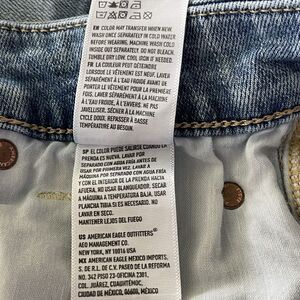 EN COLOR MAY TRANSFER WHEN NEW.
WASH ONCE SEPARATELY IN COLD WATER
BEFORE WEARING. MACHINE WASH COLD
INSIDE OUT SEPARATELY. DO NOT BLEACH.
TUMBLE DRY LOW. COOL IRON IF NEEDED.
FR LA COULEUR PEUT DÉTEINDRE
LORSQUE LE VÊTEMENT EST NEUF. LAVER
SÉPARÉMENT À L'EAU FROIDE AVANT DE
PORTER LE VÊTEMENT POUR LA PREMIÈRE
FOIS. LAVER SÉPARÉMENT À LA MACHINE,
À L'EAU FROIDE, À L'ENVERS. NE PAS
JAVELLISER. SÉCHER À LA MACHINE
CYCLE DOUX. REPASSER À BASSE
TEMPÉRATURE AU BESOIN.
SP EL COLOR PUEDE SALIRSE CUANDO LA
PRENDA ES NUEVA. LAVAR POR
SEPARADO CON AGUA FRÍA ANTES DE
USAR POR PRIMERA VEZ. LAVAR A
MÁQUINA POR SEPARADO CON AGUA FRÍA
Y CON EL INTERIOR DE LA PRENDA HACIA
AFUERA. NO USAR BLANQUEADOR. SECAR
A MÁQUINA A TEMPERATURA BAJA. USAR
PLANCHA TIBIA SI ES NECESARIO. NO
LAVAR EN SECO.
MANTENER LEJOS DEL FUEGO
US AMERICAN EAGLE OUTFITTERS®
AEO MANAGEMENT CO.
NEW YORK, NY 10016 USA
MX AMERICAN EAGLE OUTFITTERS MX IMPORTS,
S. DE R.L. DE C.V. PASEO DE LA REFORMA
NO. 342 PISO 23-OFICINA 2301,
COL. JUÁREZ, CUAUHTÉMOC,
CIUDAD DE MÉXICO, 06600, MÉXICO